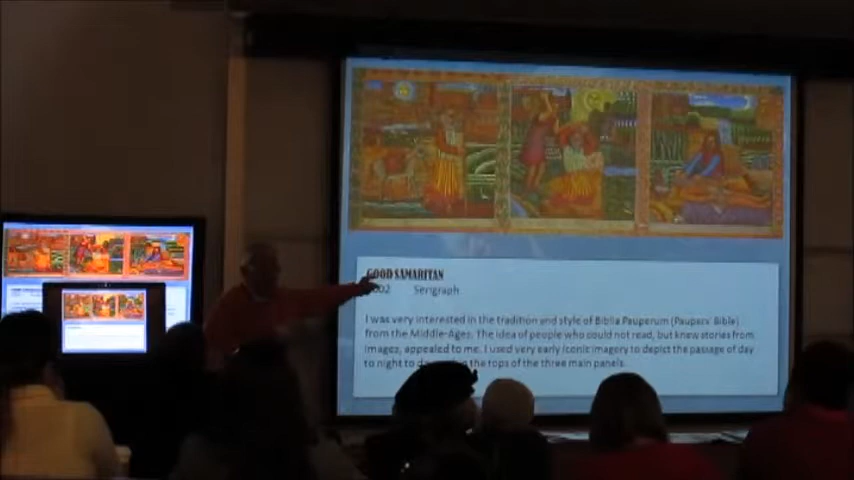 GOOD SAMARITAN
Serigraph
I was very interested in the tradition and style of Biblia Pauperum (Paupers' Bible)
from the Middle-Ages. The idea of people who could not read, but knew stories from
images, appealed to me. I used very early iconic imagery to depict the passage of day
to night to the tops of the three main panels.